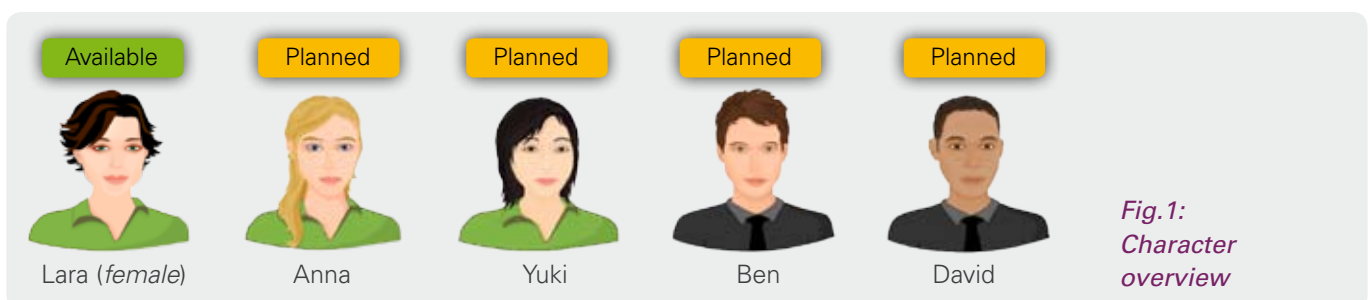 Available Planned Planned Planned Planned
Lara (female) Anna Yuki Ben David
Fig.1:
Character
overview